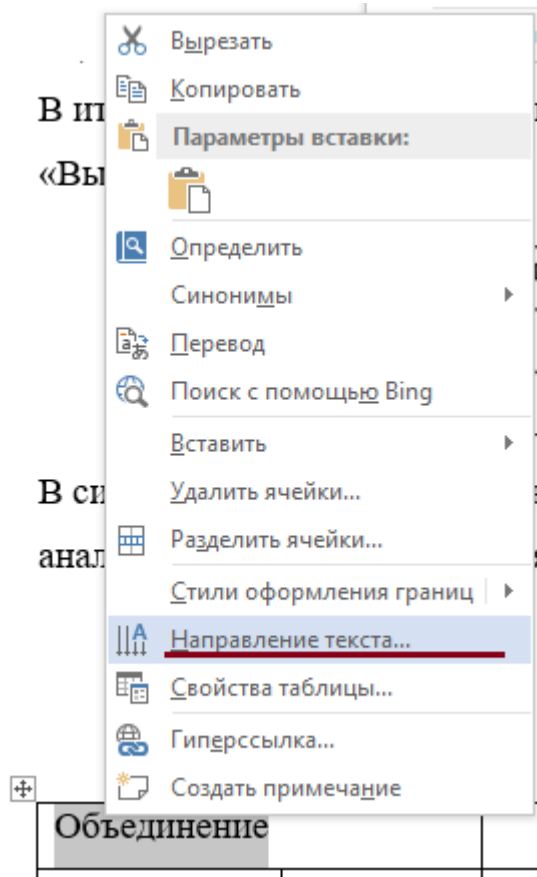 Вырезать
В ит
Копировать
Параметры вставки:
«Вы
Определить
Синонимы
Перевод
Поиск с помощью Bing
Вставить
В си
Удалить ячейки...
Разделить ячейки...
анал
Стили оформления границ
Направление текста...
Свойства таблицы...
Гиперссылка...
Создать примечание
Объединение